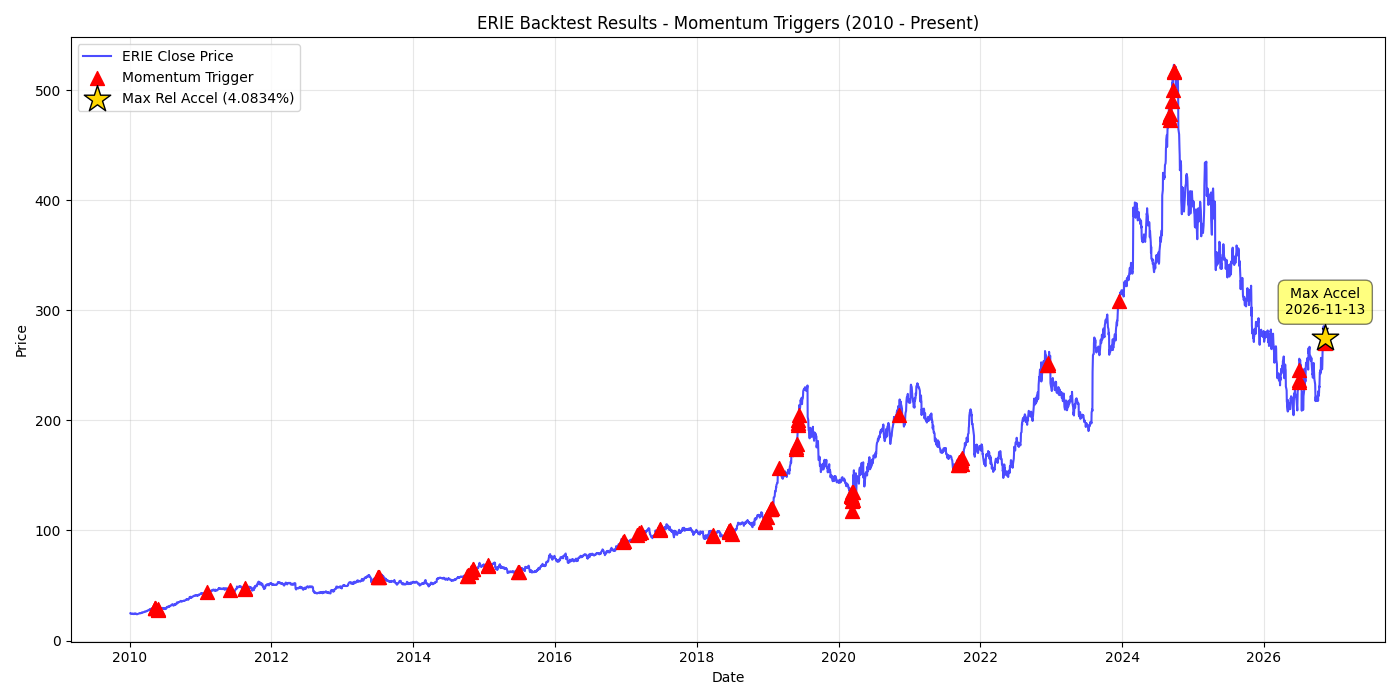 ERIE Backtest Results - Momentum Triggers (2010 - Present)
ERIE Close Price
Momentum Trigger
Max Rel Accel (4.0834%)
500
400
300
200
100
0
Price
Max Accel
2026-11-13
2010 2012 2014 2016 2018 2020 2022 2024 2026
Date